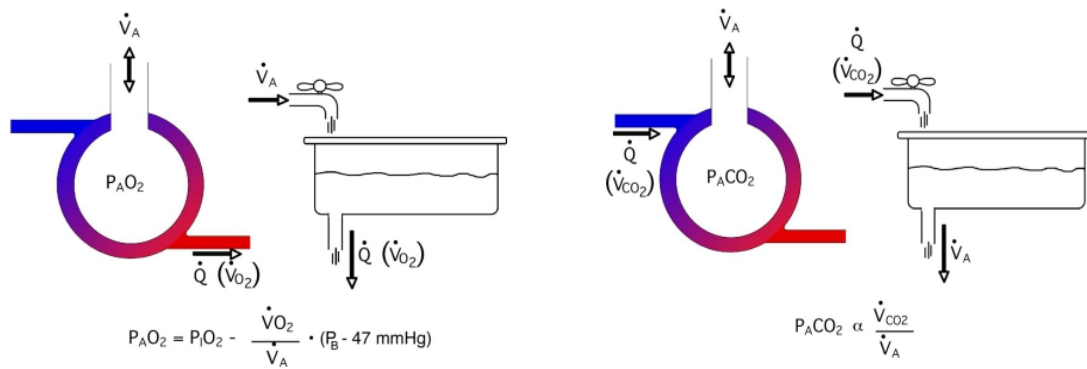 V̇A
V̇A
PAO2
Q̇ (V̇O2)
Q̇ (V̇O2)
PAO2 = PIO2 - V̇O2 / V̇A • (PB - 47 mmHg)
V̇A
Q̇
(V̇CO2)
Q̇
(V̇CO2)
PACO2
V̇A
PACO2 α V̇CO2 / V̇A